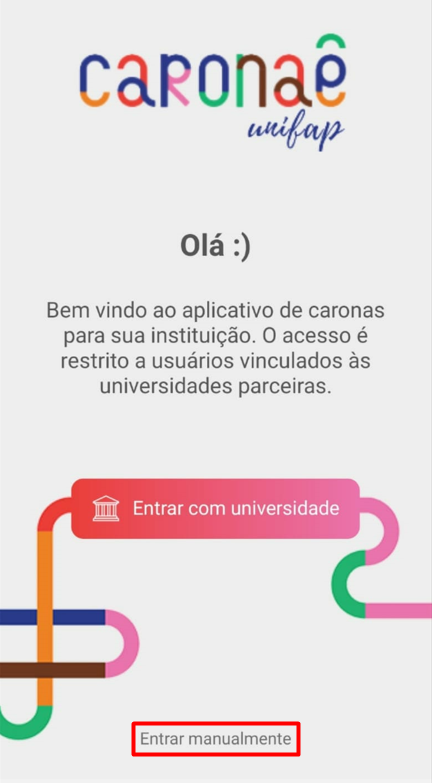 caronaê
unifap
Olá :)
Bem vindo ao aplicativo de caronas
para sua instituição. O acesso é
restrito a usuários vinculados às
universidades parceiras.
Entrar com universidade
Entrar manualmente